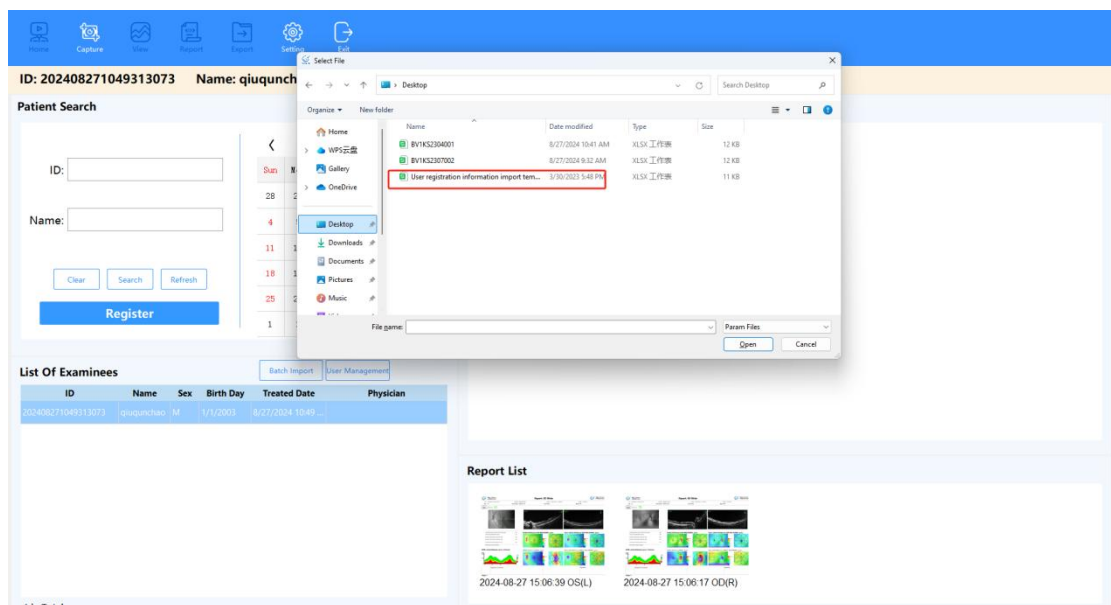 Home Capture View Report Export Setting Exit
ID: 202408271049313073 Name: qiuqunch
Select File
Desktop
Search Desktop
Organize New folder
Name Date modified Type Size
Home
WPS云盘
Gallery
OneDrive
Desktop
Downloads
Documents
Pictures
Music
BV1KS2304001 8/27/2024 10:41 AM XLSX 工作表 12 KB
BV1KS2307002 8/27/2024 9:32 AM XLSX 工作表 12 KB
User registration information import tem... 3/30/2023 5:48 PM XLSX 工作表 11 KB
File name:
Param Files
Open Cancel
Patient Search
ID:
Name:
Clear Search Refresh
Register
Sun
28
4
11
18
25
1
List Of Examinees
Batch Import User Management
ID Name Sex Birth Day Treated Date Physician
202408271049313073 qiuqunchao M 1/1/2003 8/27/2024 10:49 ...
Report List
2024-08-27 15:06:39 OS(L)
2024-08-27 15:06:17 OD(R)